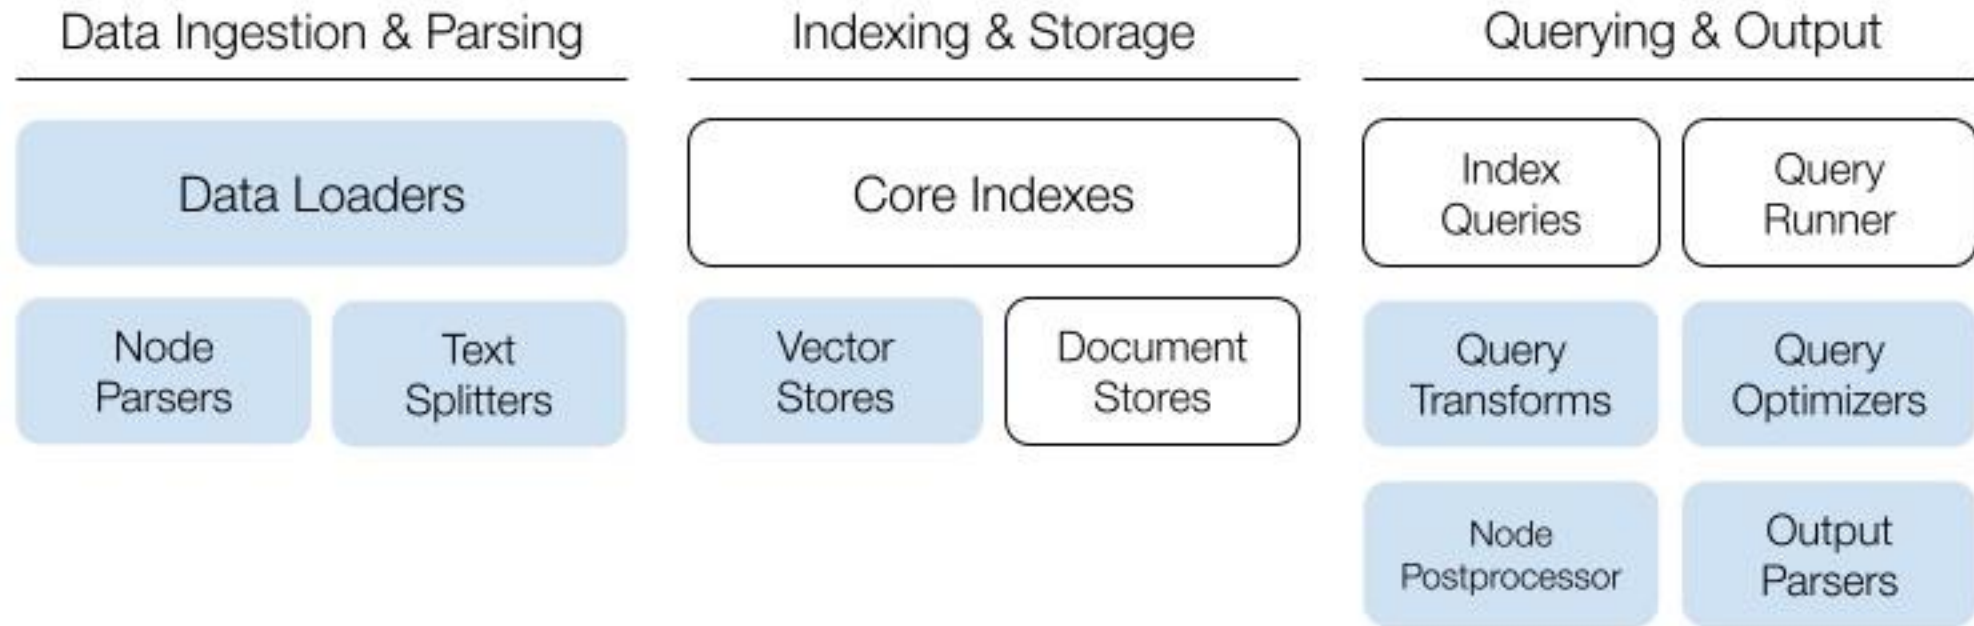 Data Ingestion & Parsing
Indexing & Storage
Querying & Output
Data Loaders
Node
Parsers
Text
Splitters
Core Indexes
Vector
Stores
Document
Stores
Index
Queries
Query
Runner
Query
Transforms
Query
Optimizers
Node
Postprocessor
Output
Parsers